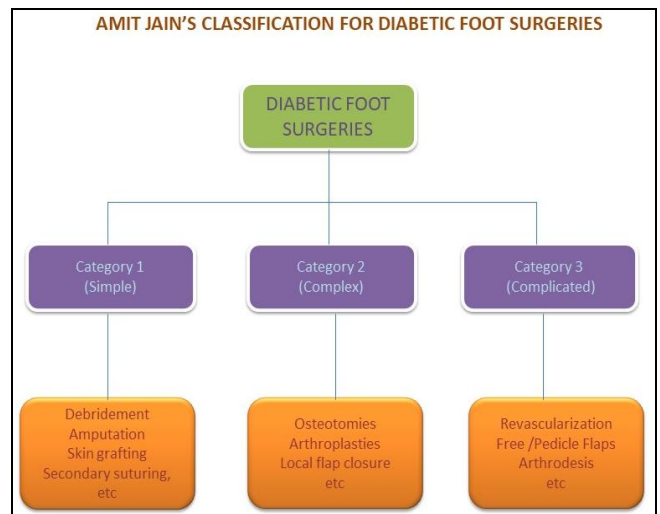 AMIT JAIN'S CLASSIFICATION FOR DIABETIC FOOT SURGERIES
DIABETIC FOOT
SURGERIES
Category 1
(Simple)
Category 2
(Complex)
Category 3
(Complicated)
Debridement
Amputation
Skin grafting
Secondary suturing,
etc
Osteotomies
Arthroplasties
Local flap closure
etc
Revascularization
Free /Pedicle Flaps
Arthrodesis
etc